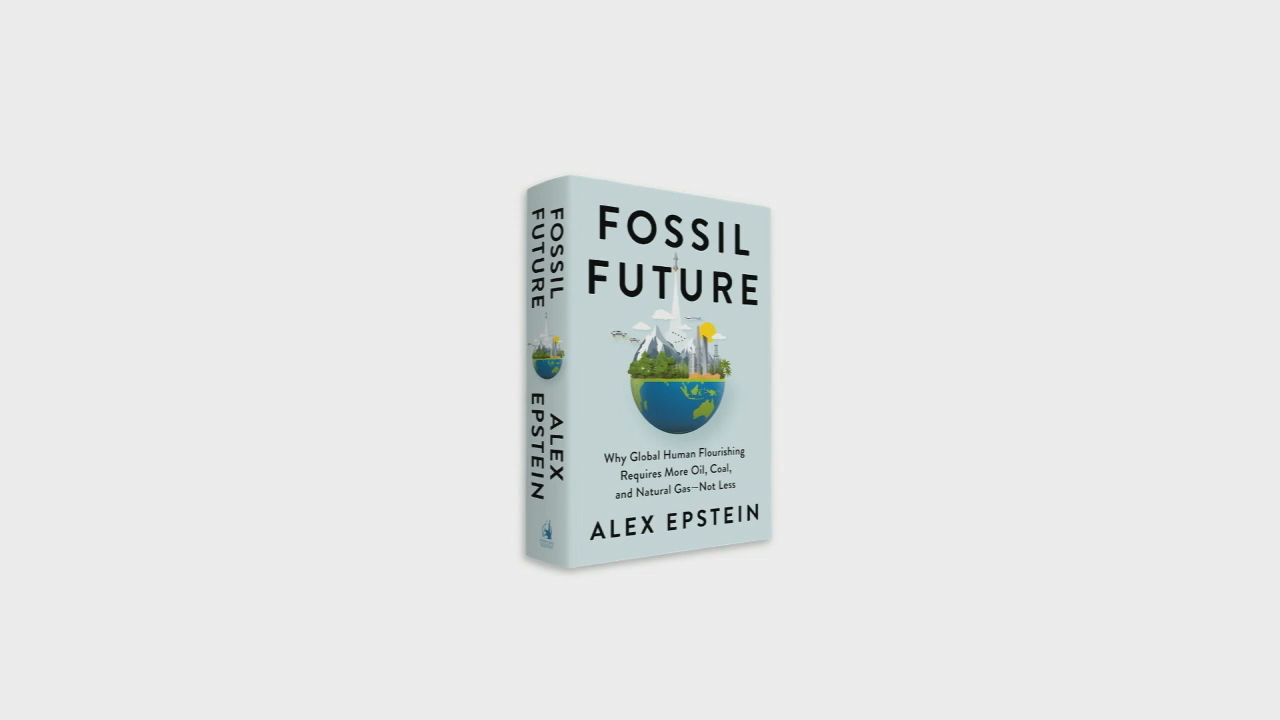 FOSSIL
FUTURE
ALEX
EPSTEIN
FOSSIL
FUTURE
Why Global Human Flourishing
Requires More Oil, Coal,
and Natural Gas—Not Less
ALEX EPSTEIN